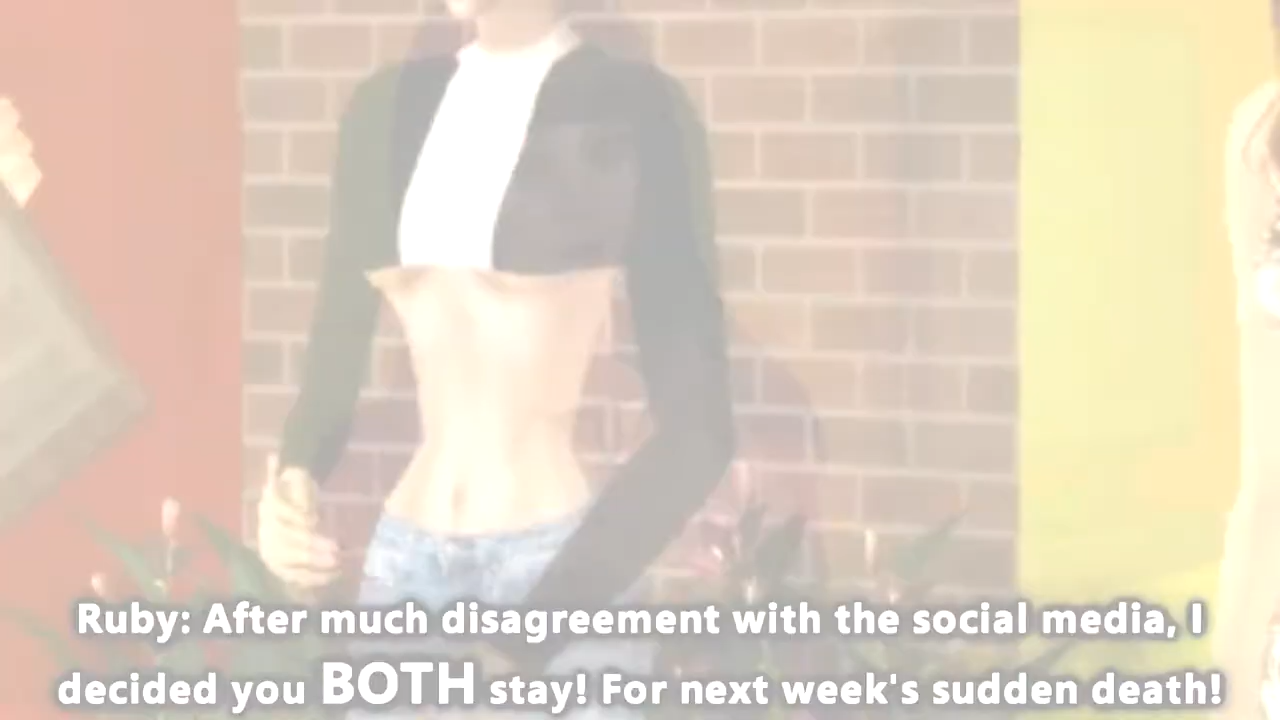 Ruby: After much disagreement with the social media, I
decided you BOTH stay! For next week's sudden death!